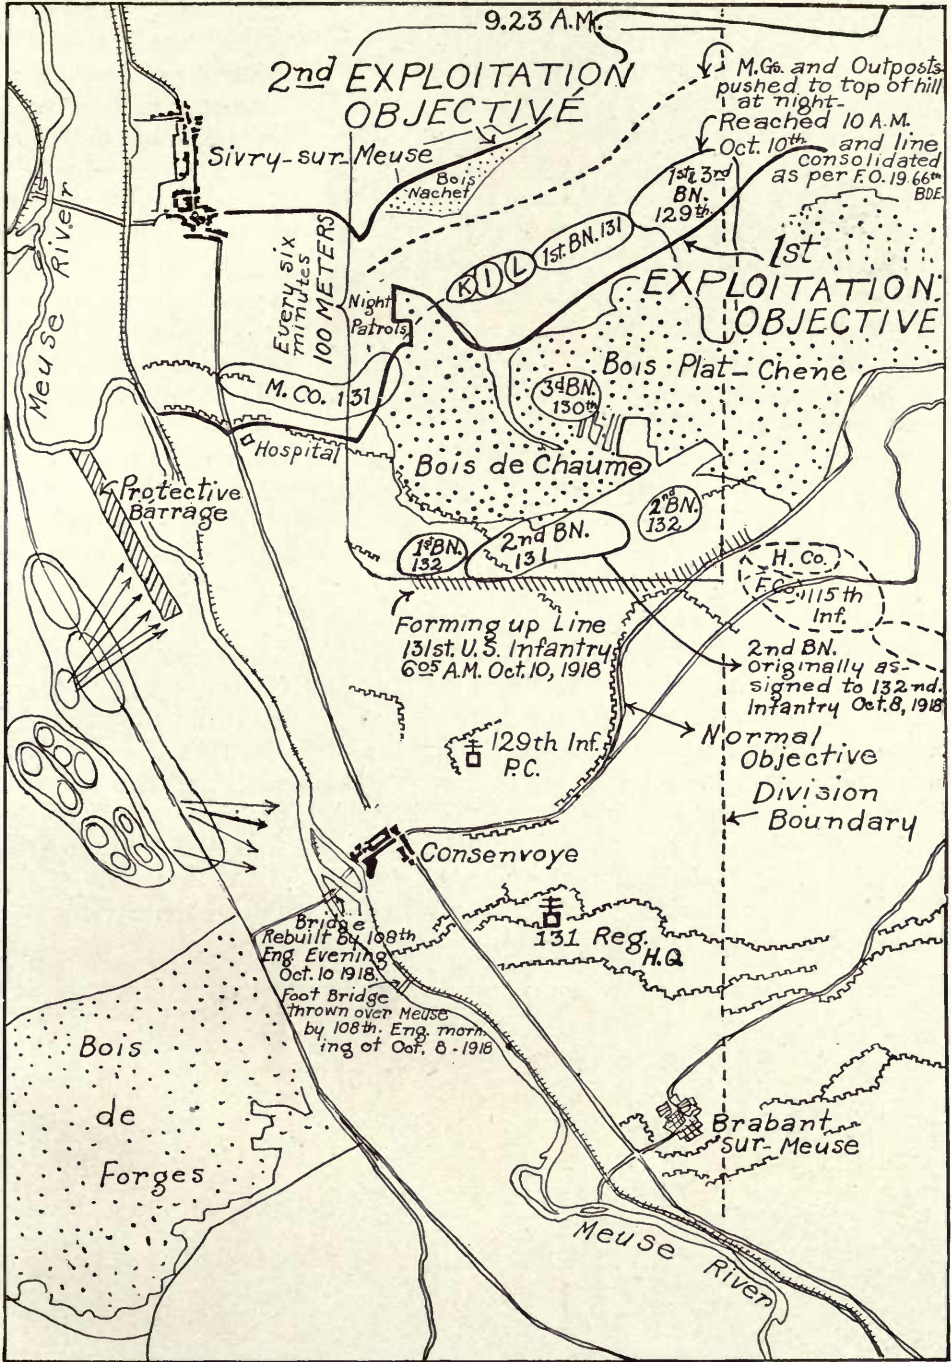 9.23 A.M.
2nd EXPLOITATION
OBJECTIVE
M.Gs. and Outposts
pushed to top of hill
at night-
Reached 10 A.M.
Oct. 10th and line
consolidated
as per F.O. 19 66th
BDE.
Sivry-sur-Meuse
Bois
Nachet
1st & 3rd
BN.
129th
1st. BN. 131
K I L
1st
EXPLOITATION
OBJECTIVE
Meuse River
Every six
minutes
100 METERS
Night
Patrols
M. CO. 131
Hospital
Bois Plat-Chene
3d BN.
130th
Bois de Chaume
Protective
Barrage
1st BN.
132
2nd BN.
131
2nd
BN.
132
H. Co.
F. Co.
115th
Inf.
Forming up Line
131st. U.S. Infantry
6 05 A.M. Oct. 10, 1918
2nd BN.
originally as-
signed to 132nd.
Infantry Oct. 8, 1918
129th Inf.
P.C.
Normal
Objective
Division
Boundary
Consenvoye
Bridge
Rebuilt by 108th
Eng. Evening
Oct. 10 1918.
131 Reg.
H.Q
Foot Bridge
thrown over Meuse
by 108th. Eng. morn-
ing of Oct. 8-1918
Bois
de
Forges
Brabant
sur-Meuse
Meuse River